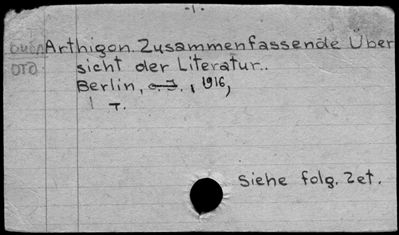 -1-
Arthigon. Zusammenfassende Über
sicht der Literatur..
Berlin, o.J., 1916,
1 T.
Siehe folg. Zet.